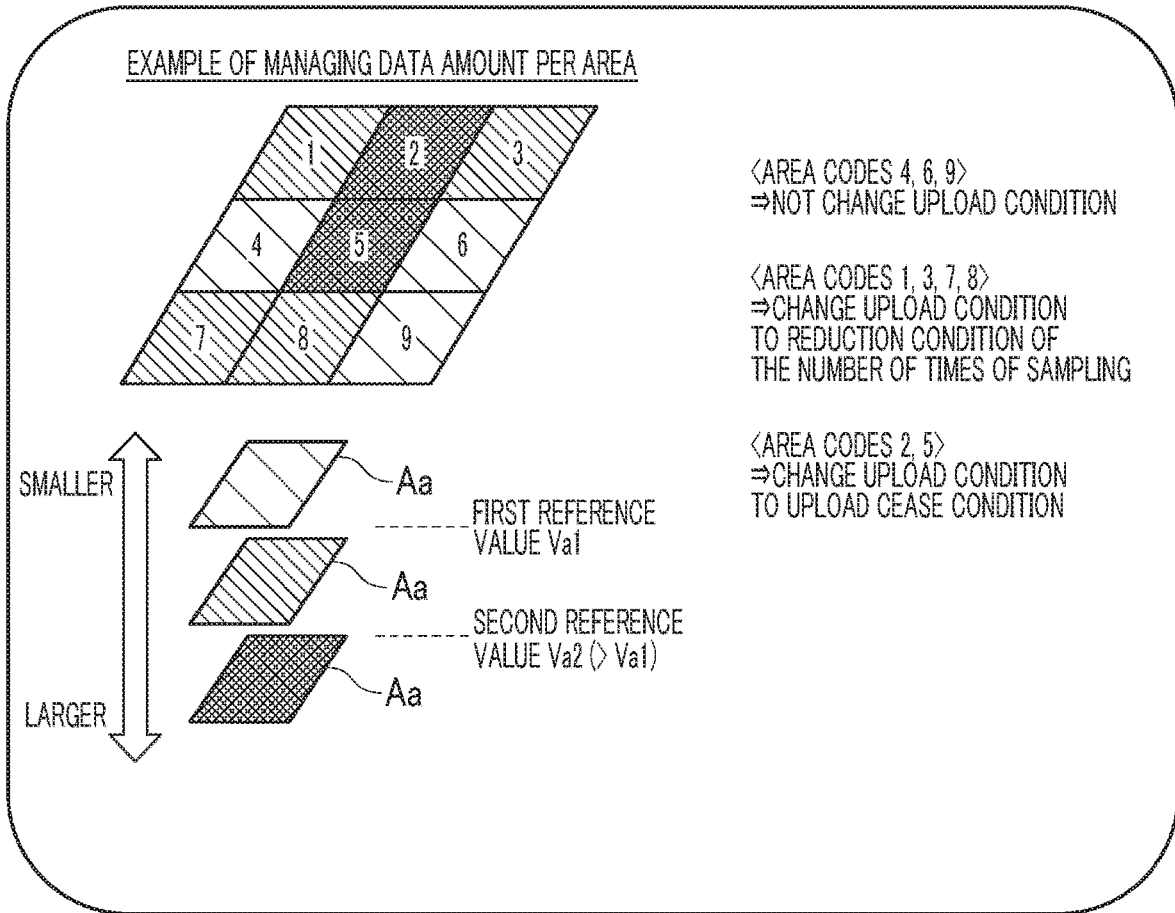 EXAMPLE OF MANAGING DATA AMOUNT PER AREA
1 2 3
4 5 6
7 8 9
<AREA CODES 4, 6, 9>
⇒NOT CHANGE UPLOAD CONDITION
<AREA CODES 1, 3, 7, 8>
⇒CHANGE UPLOAD CONDITION
TO REDUCTION CONDITION OF
THE NUMBER OF TIMES OF SAMPLING
<AREA CODES 2, 5>
⇒CHANGE UPLOAD CONDITION
TO UPLOAD CEASE CONDITION
SMALLER
Aa
FIRST REFERENCE
VALUE Va1
Aa
SECOND REFERENCE
VALUE Va2 (> Va1)
Aa
LARGER